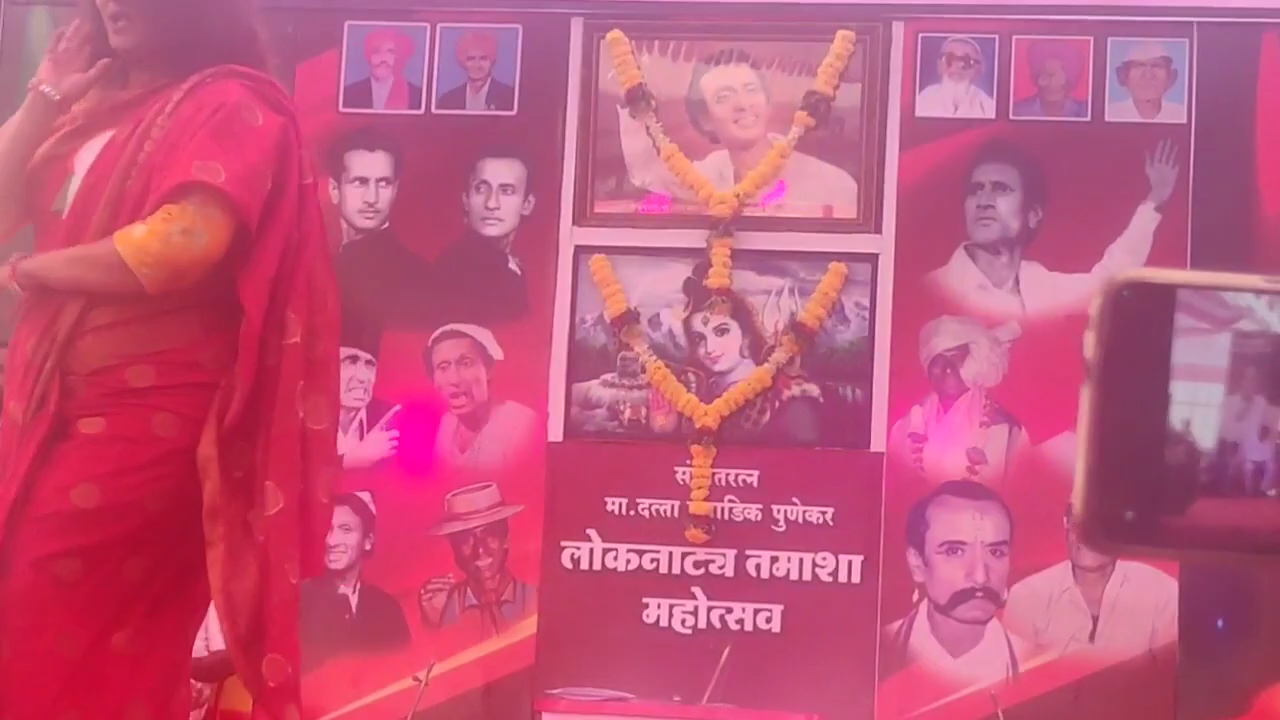 मा.दत्ता पुणेकर
लोकनाट्य तमाशा
महोत्सव